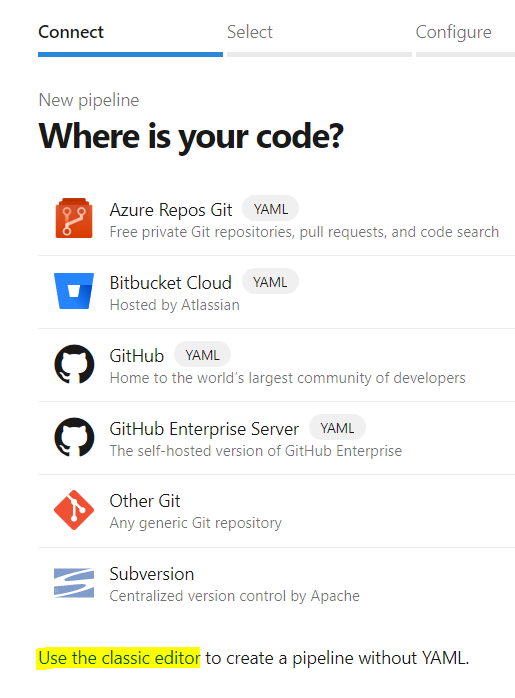 Connect Select Configure
New pipeline
Where is your code?
Azure Repos Git YAML
Free private Git repositories, pull requests, and code search
Bitbucket Cloud YAML
Hosted by Atlassian
GitHub YAML
Home to the world's largest community of developers
GitHub Enterprise Server YAML
The self-hosted version of GitHub Enterprise
Other Git
Any generic Git repository
Subversion
Centralized version control by Apache
Use the classic editor to create a pipeline without YAML.